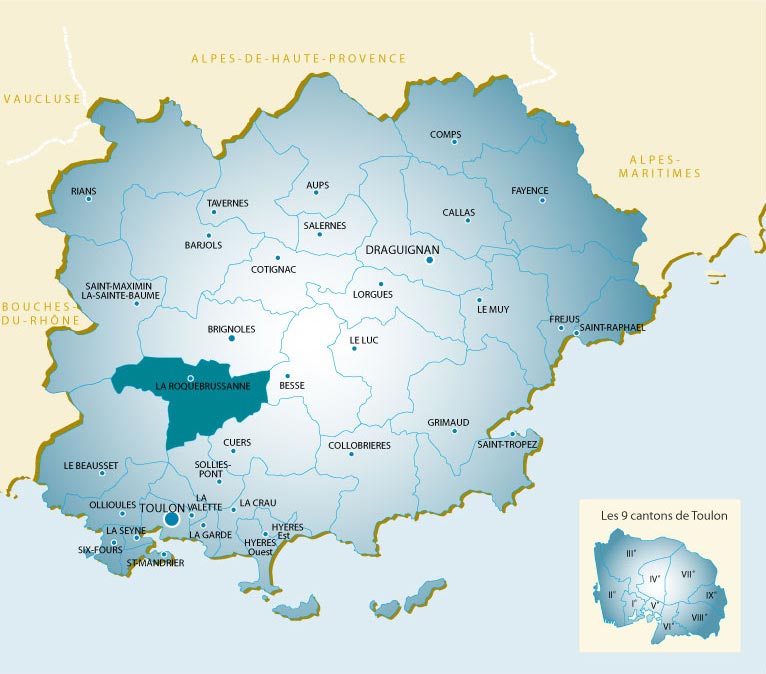 ALPES-DE-HAUTE-PROVENCE
VAUCLUSE
ALPES-
MARITIMES
BOUCHES-
DU-RHÔNE
COMPS
RIANS
AUPS
FAYENCE
TAVERNES
CALLAS
SALERNES
BARJOLS
DRAGUIGNAN
COTIGNAC
SAINT-MAXIMIN
LA-SAINTE-BAUME
LORGUES
LE MUY
FREJUS
SAINT-RAPHAEL
BRIGNOLES
LE LUC
LA ROQUEBRUSSANNE
BESSE
GRIMAUD
SAINT-TROPEZ
CUERS
COLLOBRIERES
LE BEAUSSET
SOLLIES-
PONT
OLLIOULES
TOULON
LA
VALETTE
LA CRAU
LA SEYNE
LA GARDE
HYERES
Est
HYERES
Ouest
SIX-FOURS
ST-MANDRIER
Les 9 cantons de Toulon
III°
IV°
VII°
II°
I°
V°
IX°
VI°
VIII°